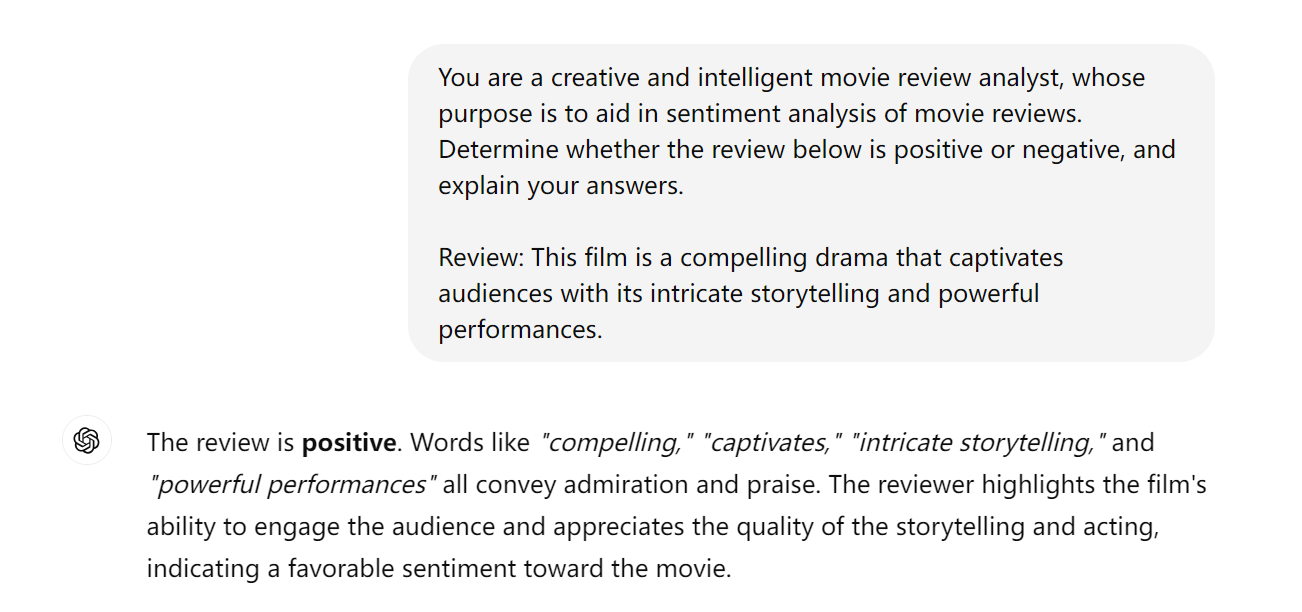 You are a creative and intelligent movie review analyst, whose
purpose is to aid in sentiment analysis of movie reviews.
Determine whether the review below is positive or negative, and
explain your answers.
Review: This film is a compelling drama that captivates
audiences with its intricate storytelling and powerful
performances.
The review is positive. Words like "compelling," "captivates," "intricate storytelling," and
"powerful performances" all convey admiration and praise. The reviewer highlights the film's
ability to engage the audience and appreciates the quality of the storytelling and acting,
indicating a favorable sentiment toward the movie.